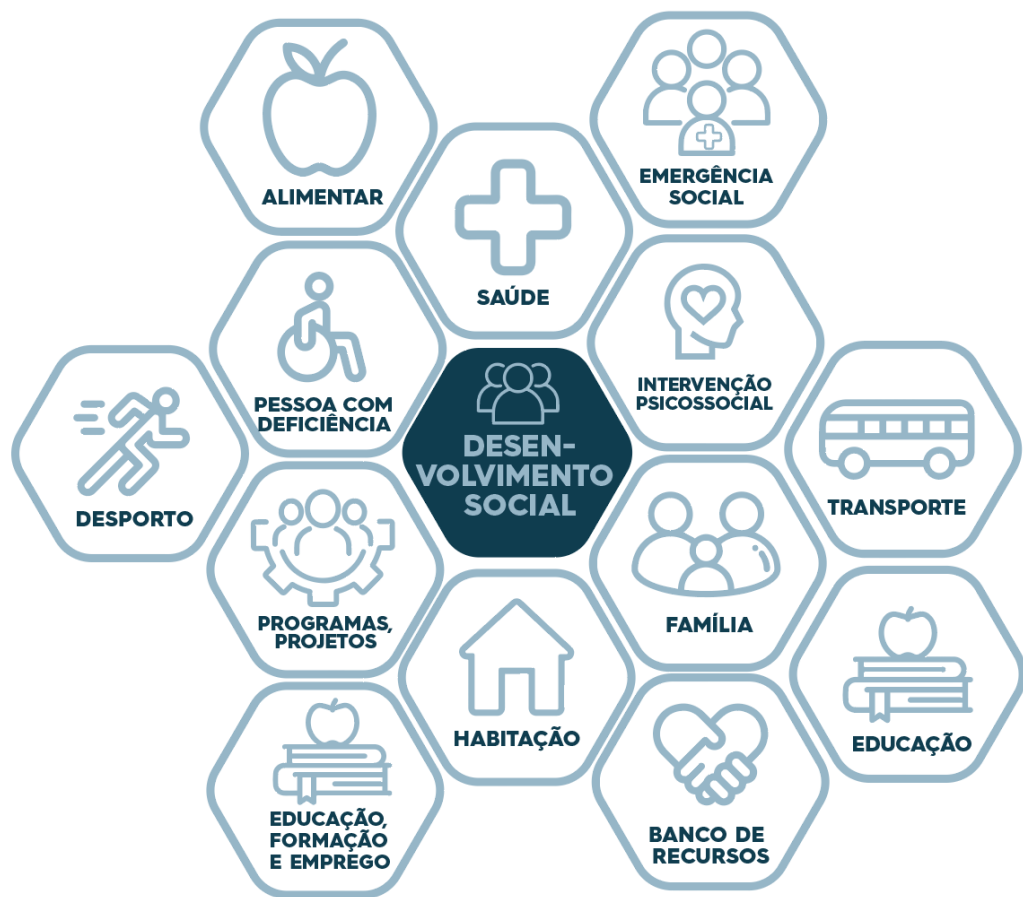 ALIMENTAR
EMERGÊNCIA
SOCIAL
SAÚDE
PESSOA COM
DEFICIÊNCIA
INTERVENÇÃO
PSICOSSOCIAL
DESPORTO
DESEN-
VOLVIMENTO
SOCIAL
TRANSPORTE
PROGRAMAS,
PROJETOS
FAMÍLIA
HABITAÇÃO
EDUCAÇÃO
EDUCAÇÃO,
FORMAÇÃO
E EMPREGO
BANCO DE
RECURSOS